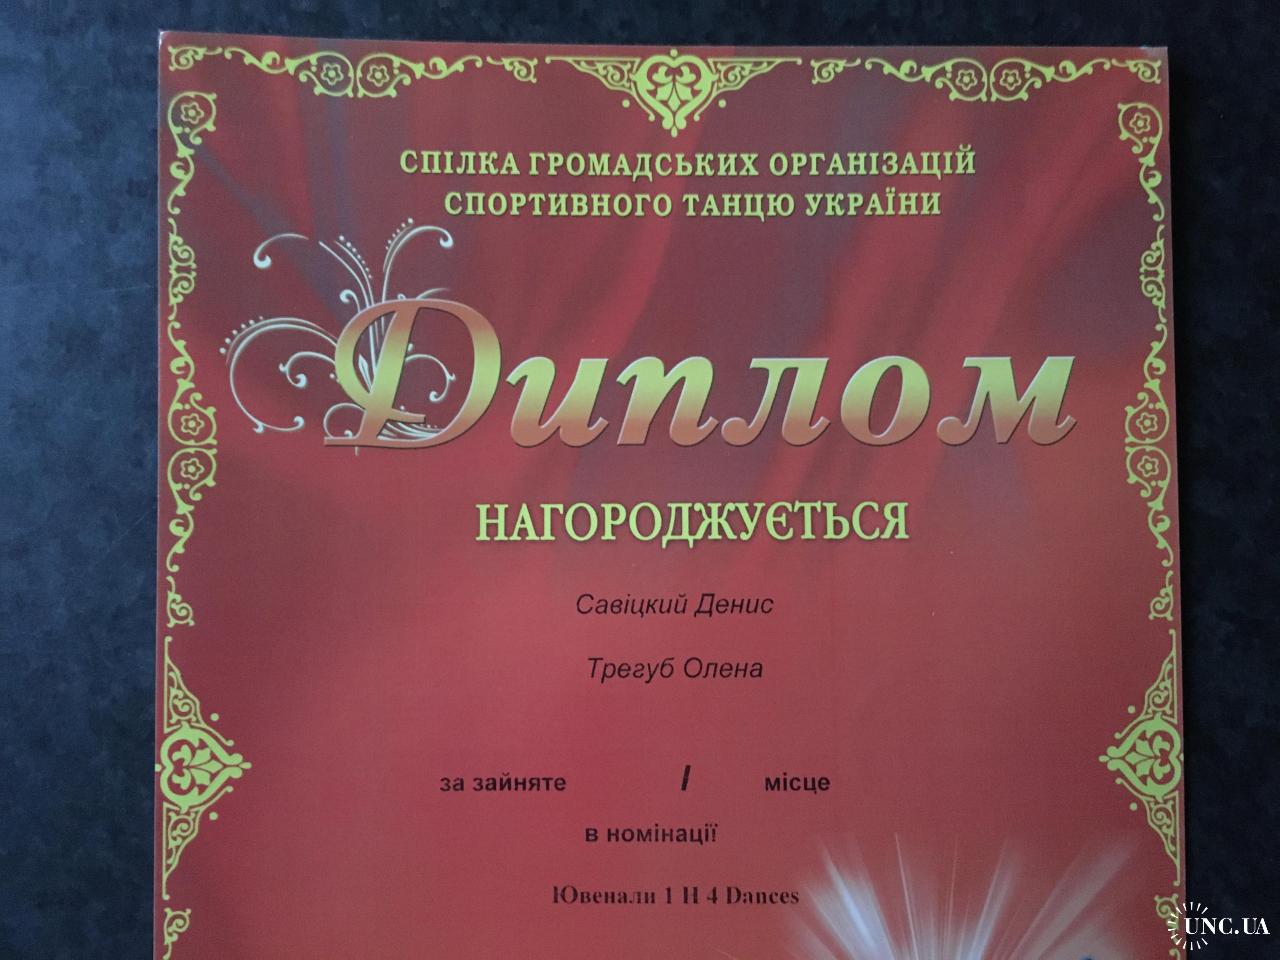 СПІЛКА ГРОМАДСЬКИХ ОРГАНІЗАЦІЙ
СПОРТИВНОГО ТАНЦЮ УКРАЇНИ
Диплом
НАГОРОДЖУЄТЬСЯ
Савіцкий Денис
Трегуб Олена
за зайняте I місце
в номінації
Ювенали 1 Н 4 Dances
UNC.UA